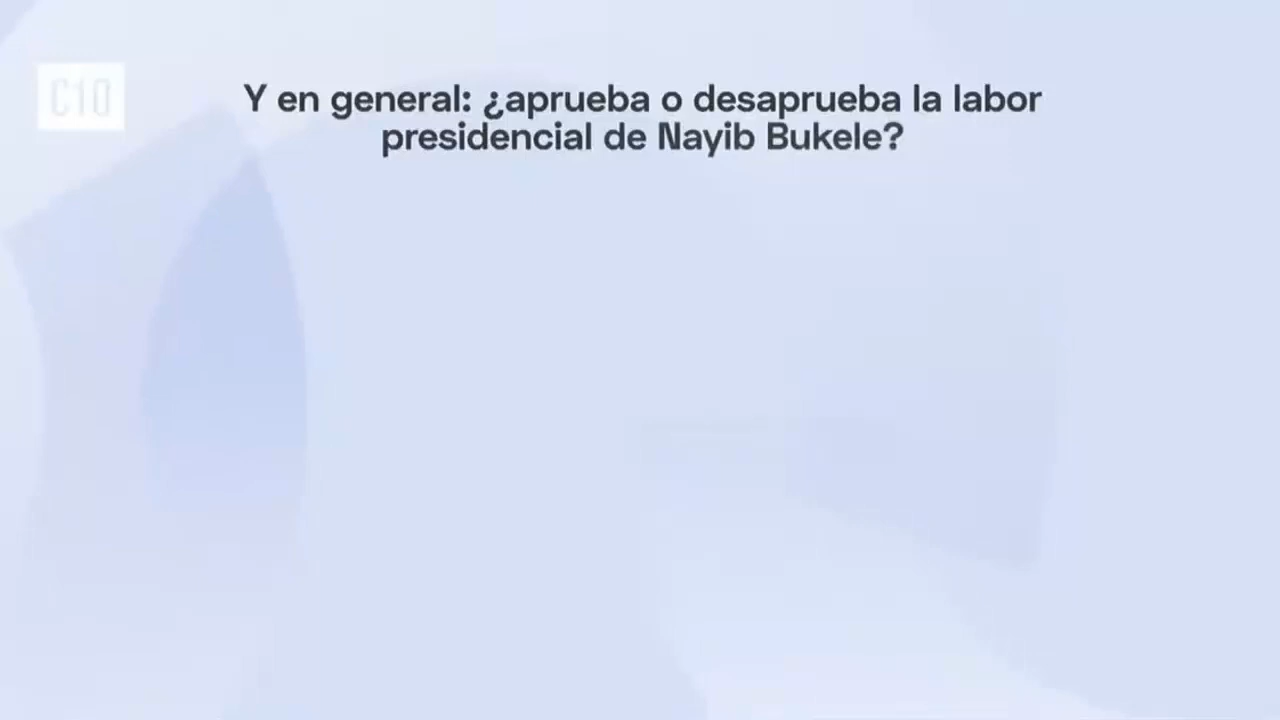 C10
Y en general: ¿aprueba o desaprueba la labor
presidencial de Nayib Bukele?